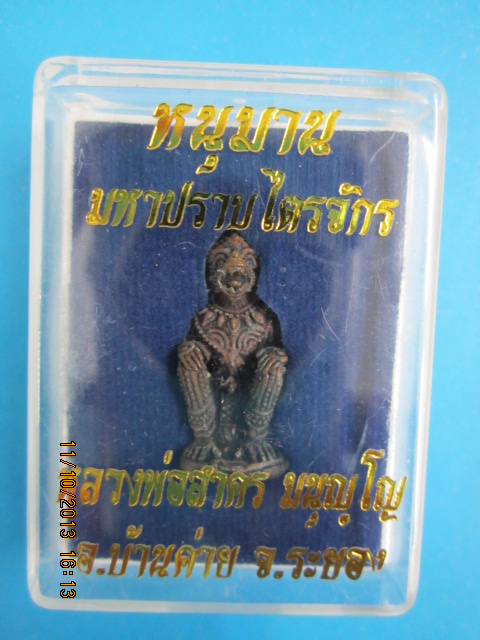 หนุมาน
มหาปราบไตรจักร
ลวงพ่อสาคร มนุญฺโญ
อ.บ้านค่าย จ.ระยอง
11/10/2013 16:13